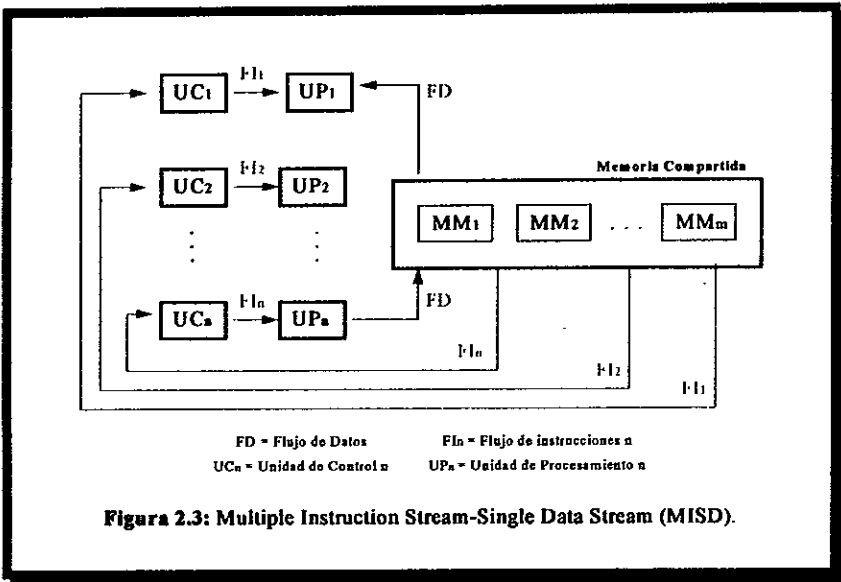 FI1
UC1 UP1 FD
Memoria Compartida
FI2
UC2 UP2
MM1 MM2 . . . MMm
FIn
UCn UPn FD
FIn
FI2
FI1
FD = Flujo de Datos FIn = Flujo de instrucciones n
UCn = Unidad de Control n UPn = Unidad de Procesamiento n
Figura 2.3: Multiple Instruction Stream-Single Data Stream (MISD).